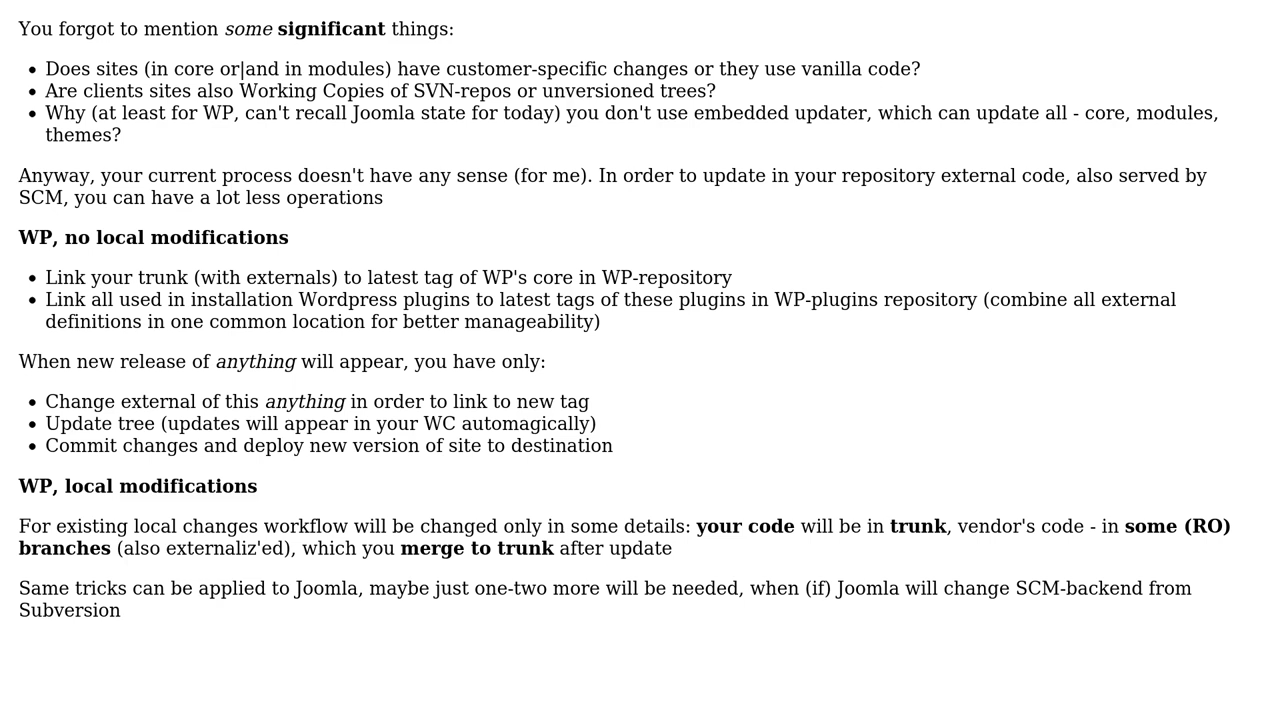 You forgot to mention some significant things:
Does sites (in core or|and in modules) have customer-specific changes or they use vanilla code?
Are clients sites also Working Copies of SVN-repos or unversioned trees?
Why (at least for WP, can't recall Joomla state for today) you don't use embedded updater, which can update all - core, modules,
themes?
Anyway, your current process doesn't have any sense (for me). In order to update in your repository external code, also served by
SCM, you can have a lot less operations
WP, no local modifications
Link your trunk (with externals) to latest tag of WP's core in WP-repository
Link all used in installation Wordpress plugins to latest tags of these plugins in WP-plugins repository (combine all external
definitions in one common location for better manageability)
When new release of anything will appear, you have only:
Change external of this anything in order to link to new tag
Update tree (updates will appear in your WC automagically)
Commit changes and deploy new version of site to destination
WP, local modifications
For existing local changes workflow will be changed only in some details: your code will be in trunk, vendor's code - in some (RO)
branches (also externaliz'ed), which you merge to trunk after update
Same tricks can be applied to Joomla, maybe just one-two more will be needed, when (if) Joomla will change SCM-backend from
Subversion